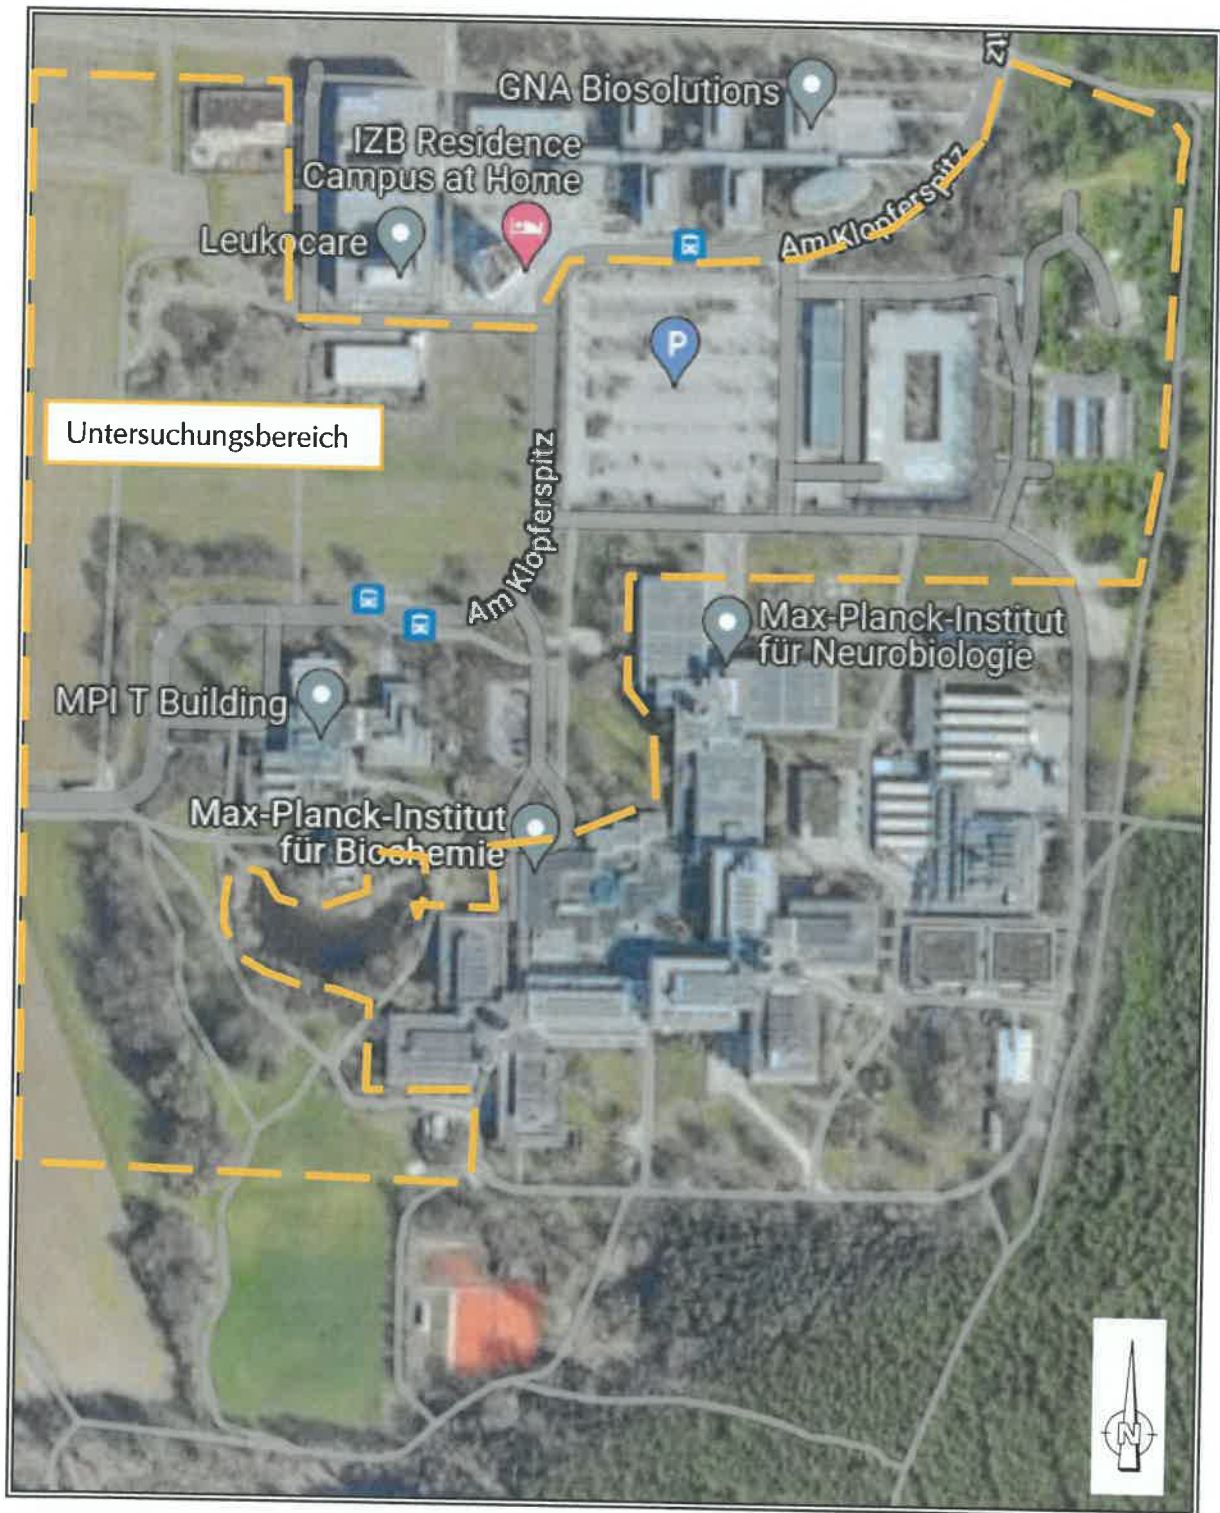 GNA Biosolutions
IZB Residence
Campus at Home
Leukocare
Am Klopferspitz
P
Untersuchungsbereich
Am Klopferspitz
Max-Planck-Institut
für Neurobiologie
MPI T Building
Max-Planck-Institut
für Biochemie
N